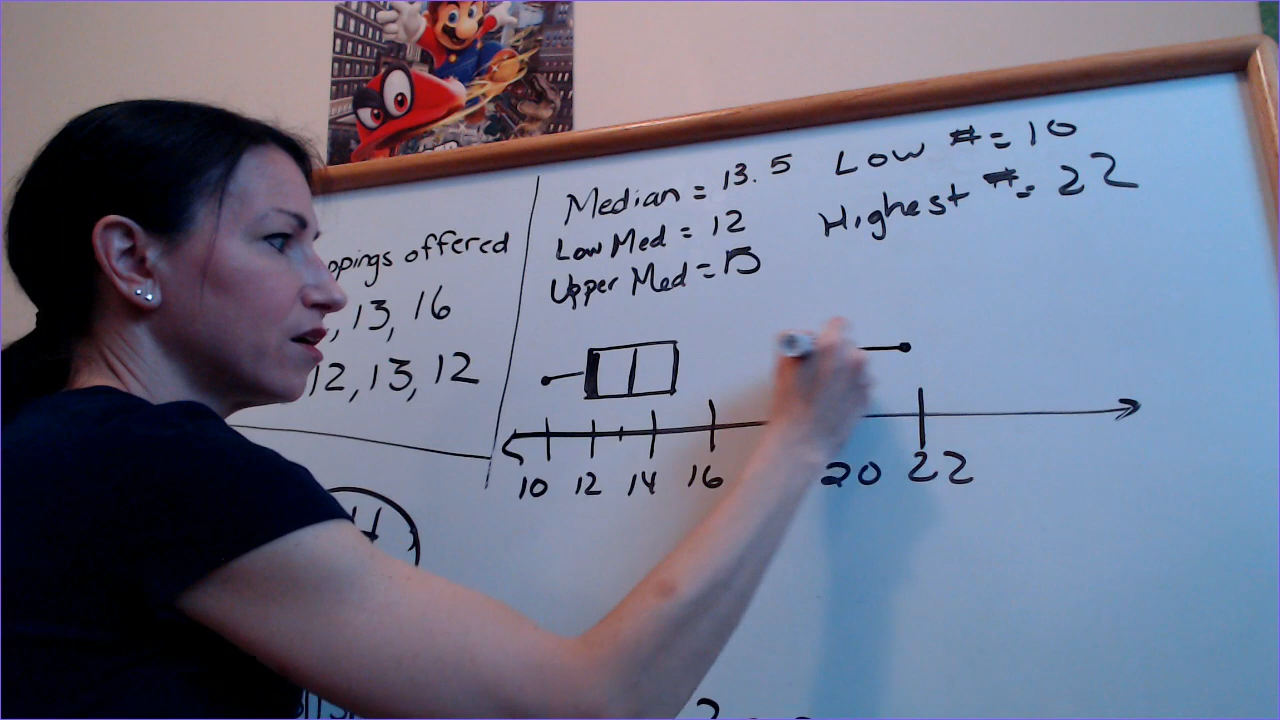 Median = 13.5
Low Med = 12
Upper Med = 15
Low # = 10
Highest # = 22
offered
, 13, 16
12, 13, 12
10 12 14 16 20 22